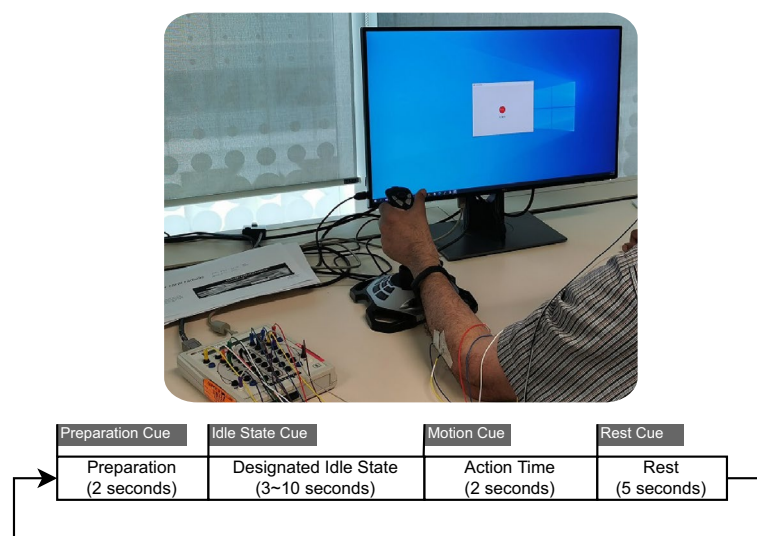 Preparation Cue
Idle State Cue
Motion Cue
Rest Cue
Preparation
(2 seconds)
Designated Idle State
(3~10 seconds)
Action Time
(2 seconds)
Rest
(5 seconds)